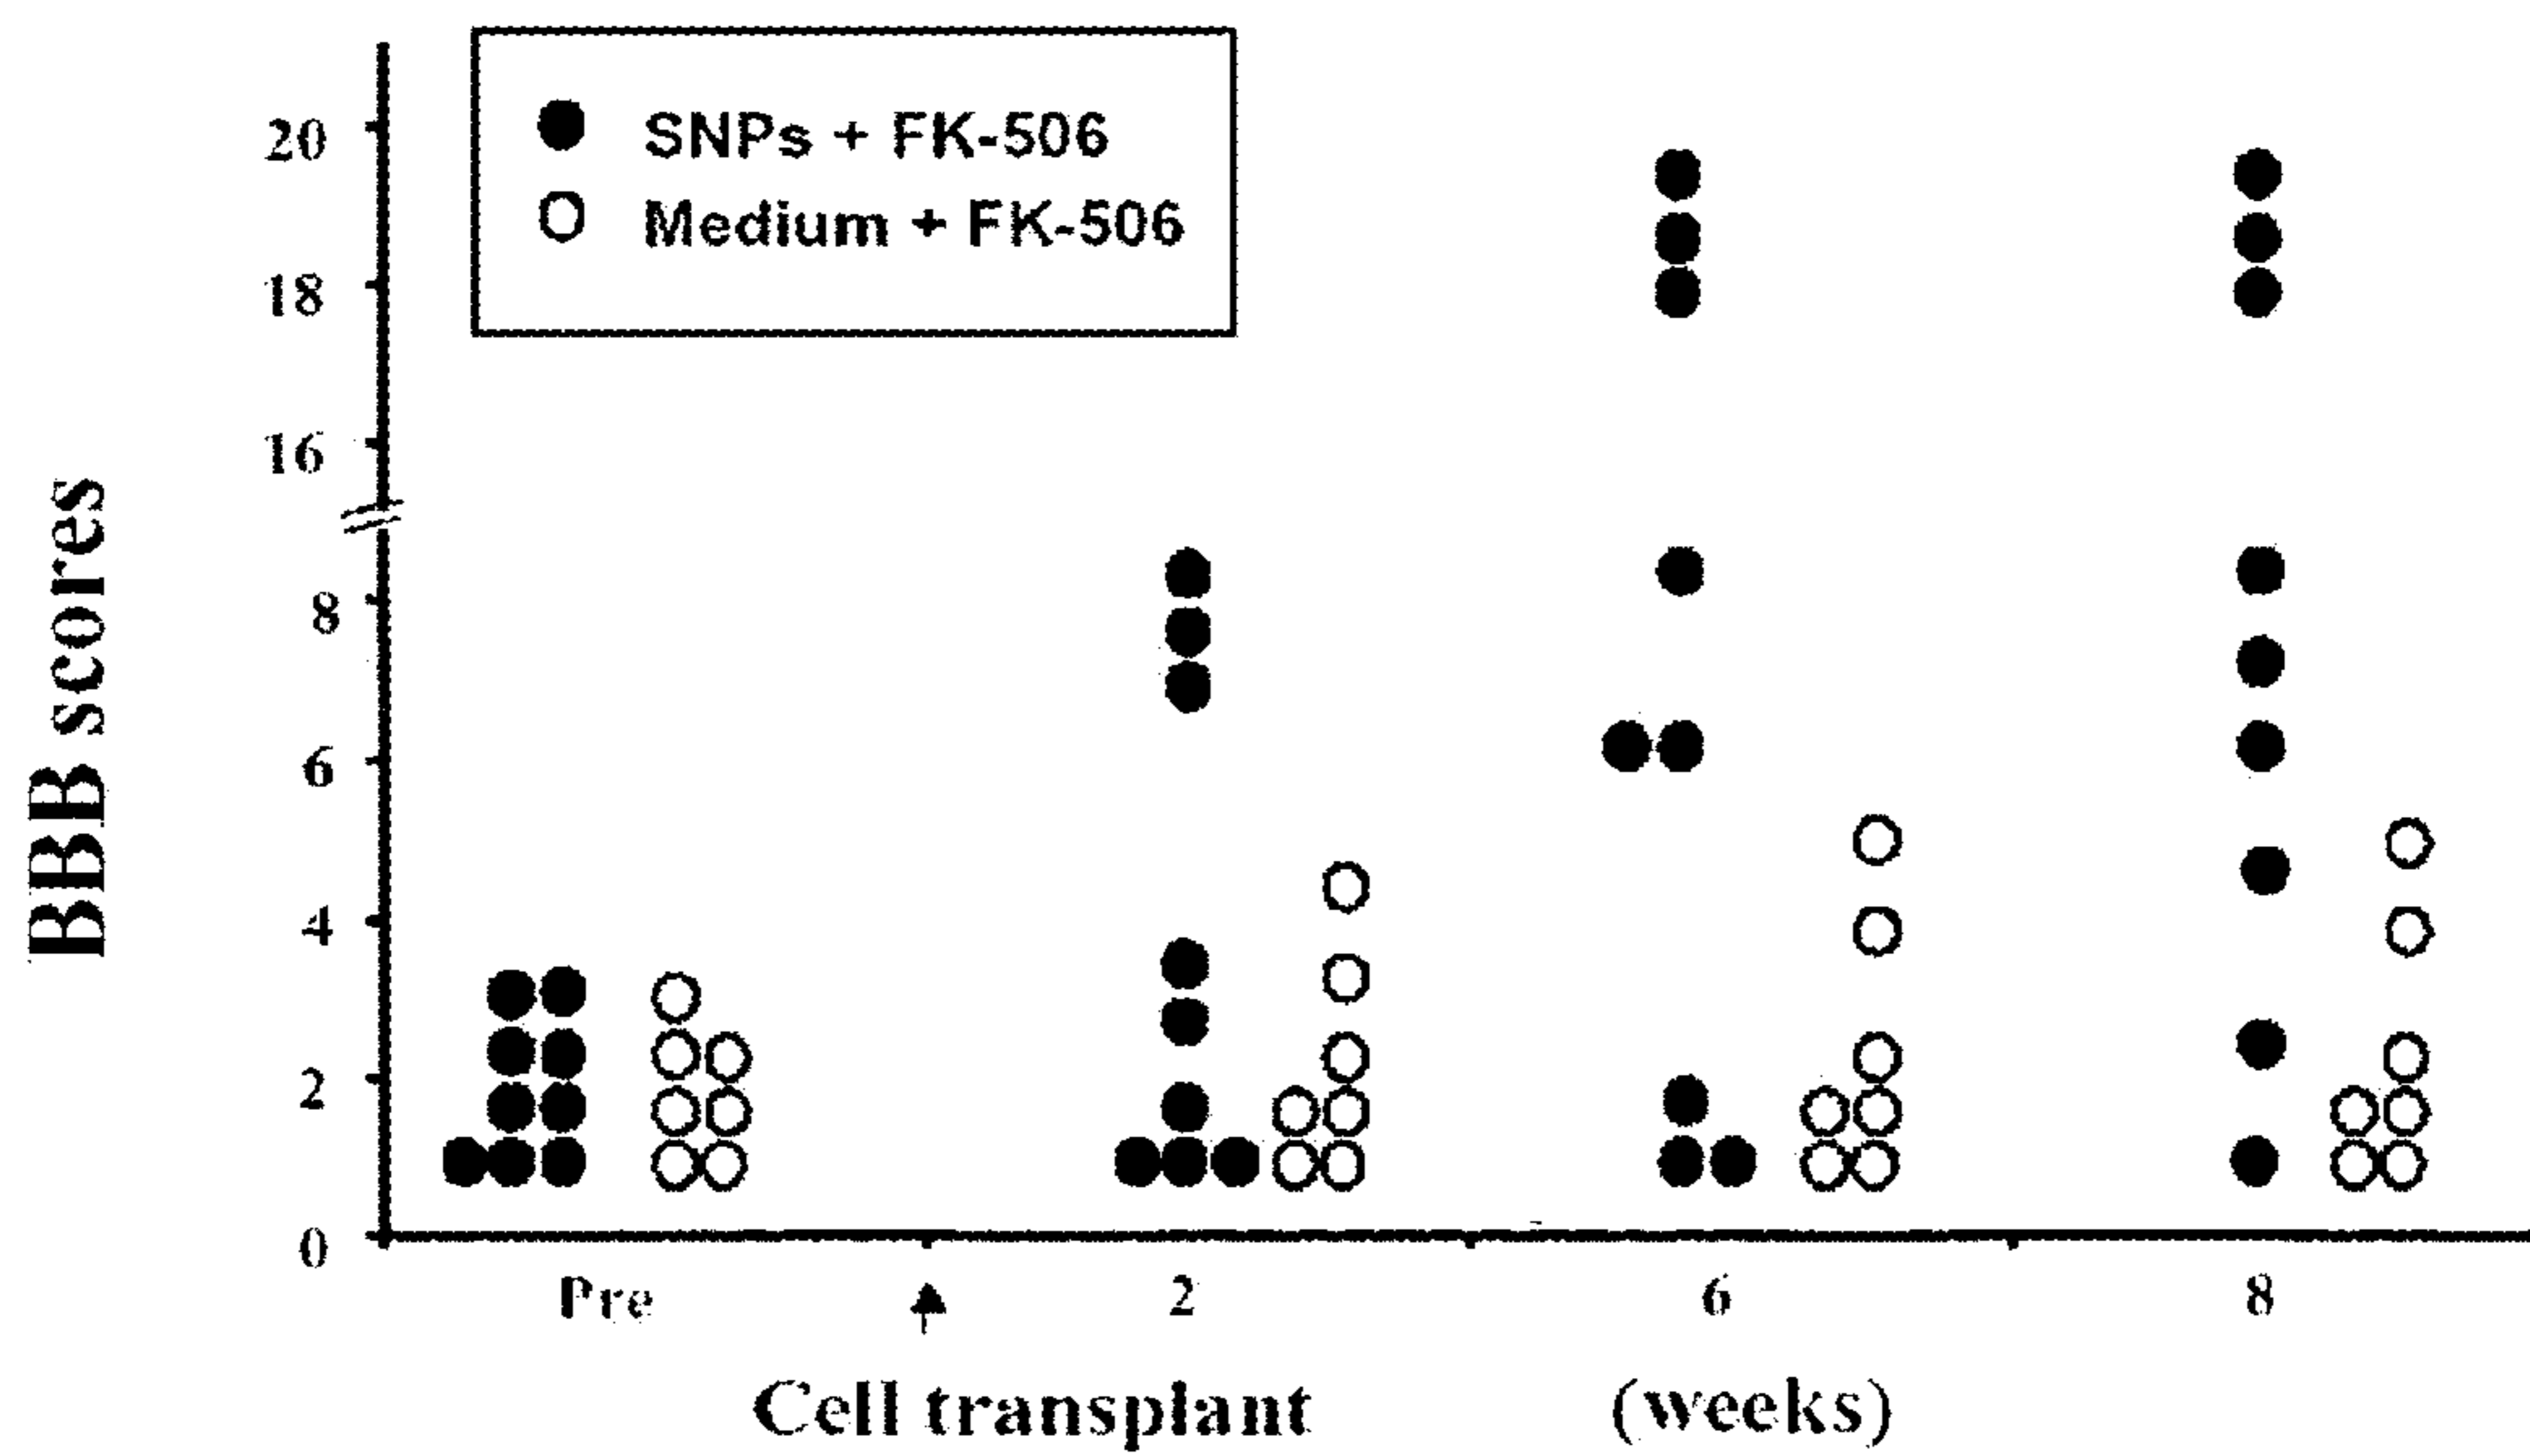 SNPs + FK-506
Medium + FK-506
20
18
16
8
6
4
2
0
BBB scores
Pre 2 6 8
Cell transplant (weeks)